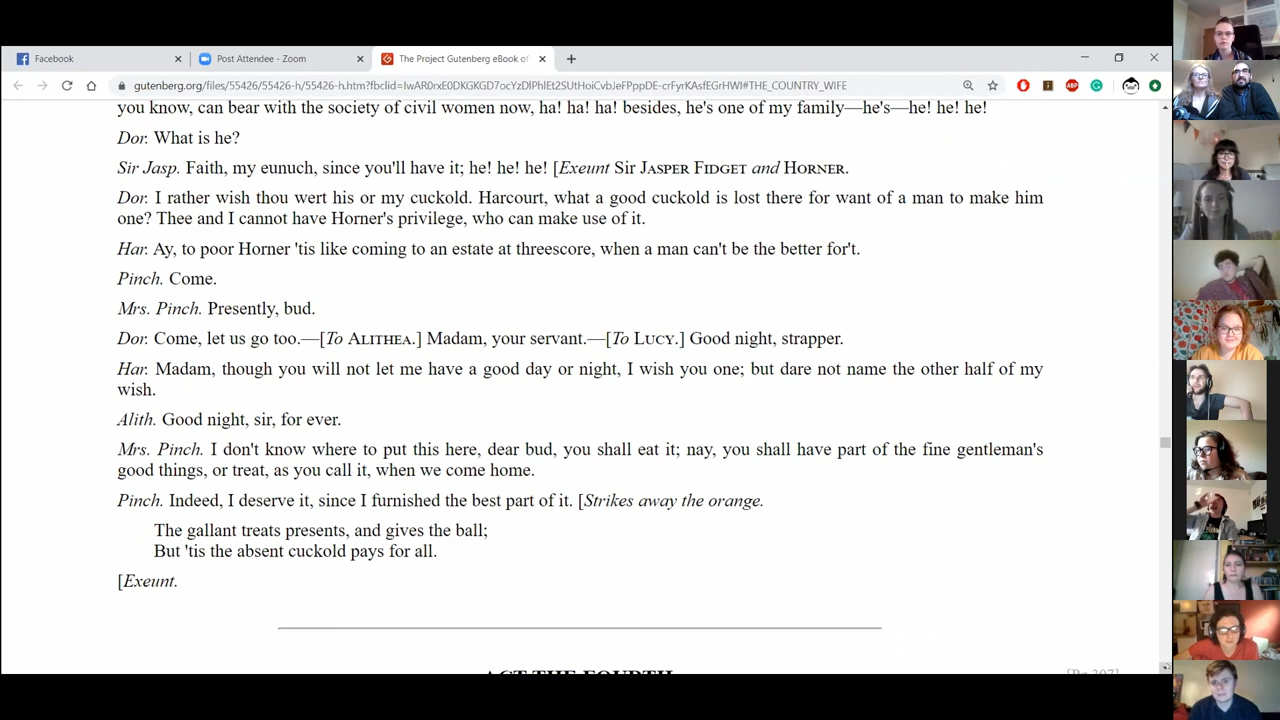 Facebook
Post Attendee - Zoom
The Project Gutenberg eBook of
gutenberg.org/files/55426/55426-h/55426-h.htm?fbclid=IwAR0rxE0DKGKGD7ocYzDlPhlEt2SUtHoiCvbJeFPppDE-crFyrKAsfEGrHWI#THE_COUNTRY_WIFE
you know, can bear with the society of civil women now, ha! ha! ha! besides, he's one of my family—he's—he! he! he!
Dor. What is he?
Sir Jasp. Faith, my eunuch, since you'll have it; he! he! he! [Exeunt Sir JASPER FIDGET and HORNER.
Dor. I rather wish thou wert his or my cuckold. Harcourt, what a good cuckold is lost there for want of a man to make him
one? Thee and I cannot have Horner's privilege, who can make use of it.
Har. Ay, to poor Horner 'tis like coming to an estate at threescore, when a man can't be the better for't.
Pinch. Come.
Mrs. Pinch. Presently, bud.
Dor. Come, let us go too.—[To ALITHEA.] Madam, your servant.—[To LUCY.] Good night, strapper.
Har. Madam, though you will not let me have a good day or night, I wish you one; but dare not name the other half of my
wish.
Alith. Good night, sir, for ever.
Mrs. Pinch. I don't know where to put this here, dear bud, you shall eat it; nay, you shall have part of the fine gentleman's
good things, or treat, as you call it, when we come home.
Pinch. Indeed, I deserve it, since I furnished the best part of it. [Strikes away the orange.
The gallant treats presents, and gives the ball;
But 'tis the absent cuckold pays for all.
[Exeunt.
ACT THE FOURTH